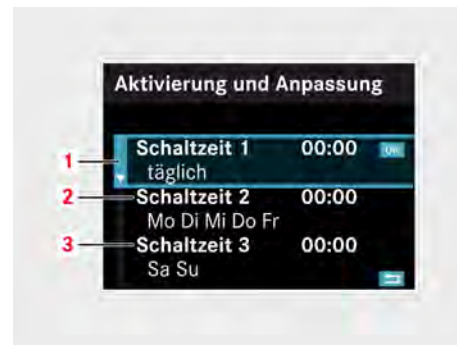 Aktivierung und Anpassung
1 Schaltzeit 1 00:00 OK
täglich
2 Schaltzeit 2 00:00
Mo Di Mi Do Fr
3 Schaltzeit 3 00:00
Sa Su